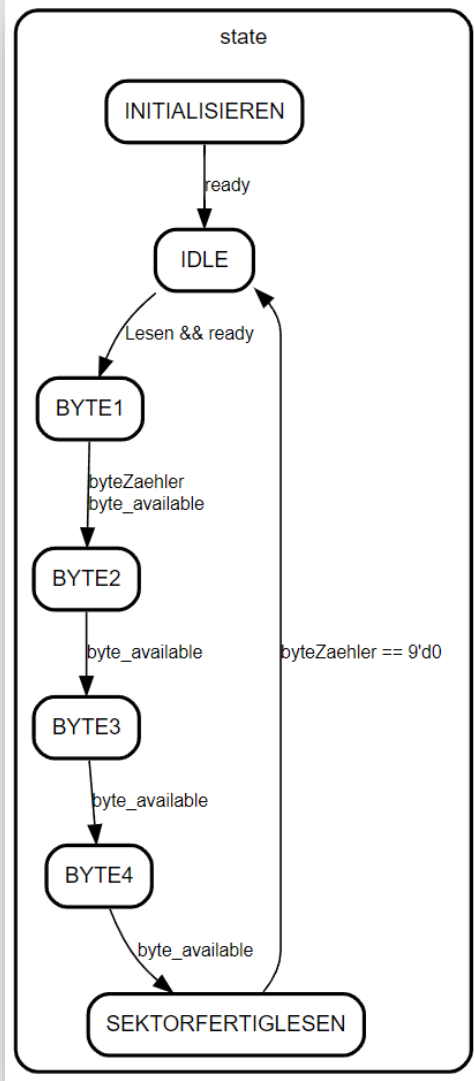 state
INITIALISIEREN
ready
IDLE
Lesen && ready
BYTE1
byteZaehler
byte_available
BYTE2
byte_available
byteZaehler == 9'd0
BYTE3
byte_available
BYTE4
byte_available
SEKTORFERTIGLESEN